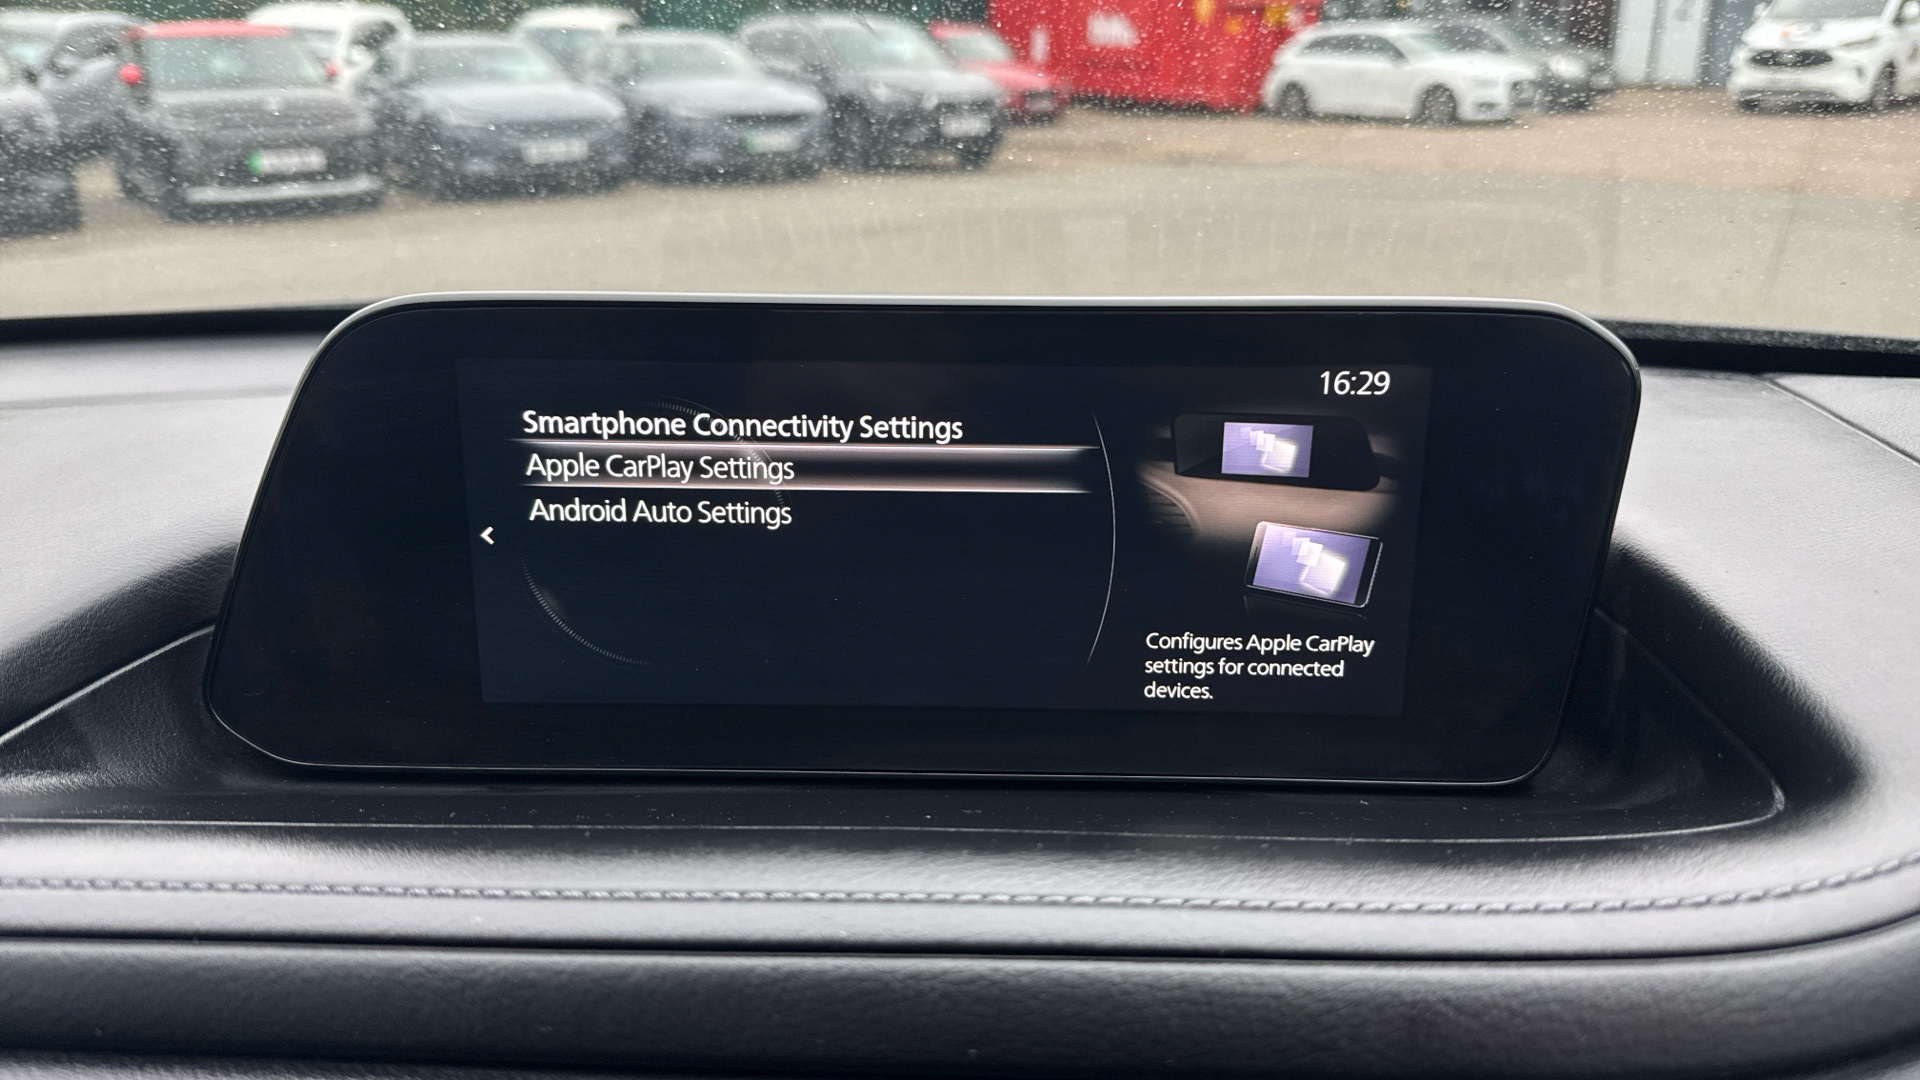 16:29
Smartphone Connectivity Settings
Apple CarPlay Settings
Android Auto Settings
Configures Apple CarPlay
settings for connected
devices.